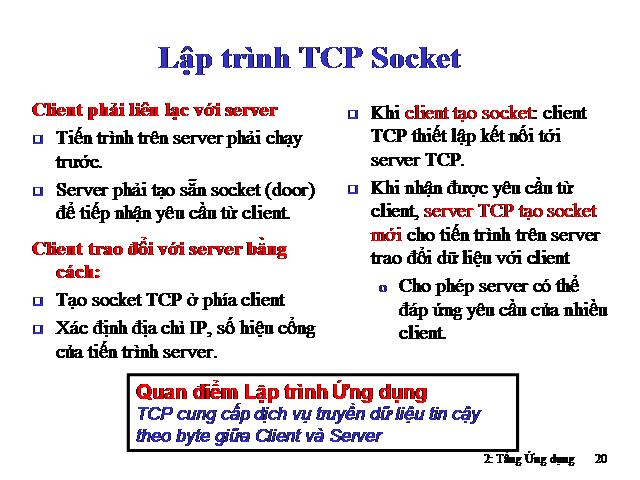 Lập trình TCP Socket
Client phải liên lạc với server
Tiến trình trên server phải chạy
trước.
Server phải tạo sẵn socket (door)
để tiếp nhận yêu cầu từ client.
Client trao đổi với server bằng
cách:
Tạo socket TCP ở phía client
Xác định địa chỉ IP, số hiệu cổng
của tiến trình server.
Khi client tạo socket: client
TCP thiết lập kết nối tới
server TCP.
Khi nhận được yêu cầu từ
client, server TCP tạo socket
mới cho tiến trình trên server
trao đổi dữ liệu với client
Cho phép server có thể
đáp ứng yêu cầu của nhiều
client.
Quan điểm Lập trình Ứng dụng
TCP cung cấp dịch vụ truyền dữ liệu tin cậy
theo byte giữa Client và Server
2: Tầng Ứng dụng 20